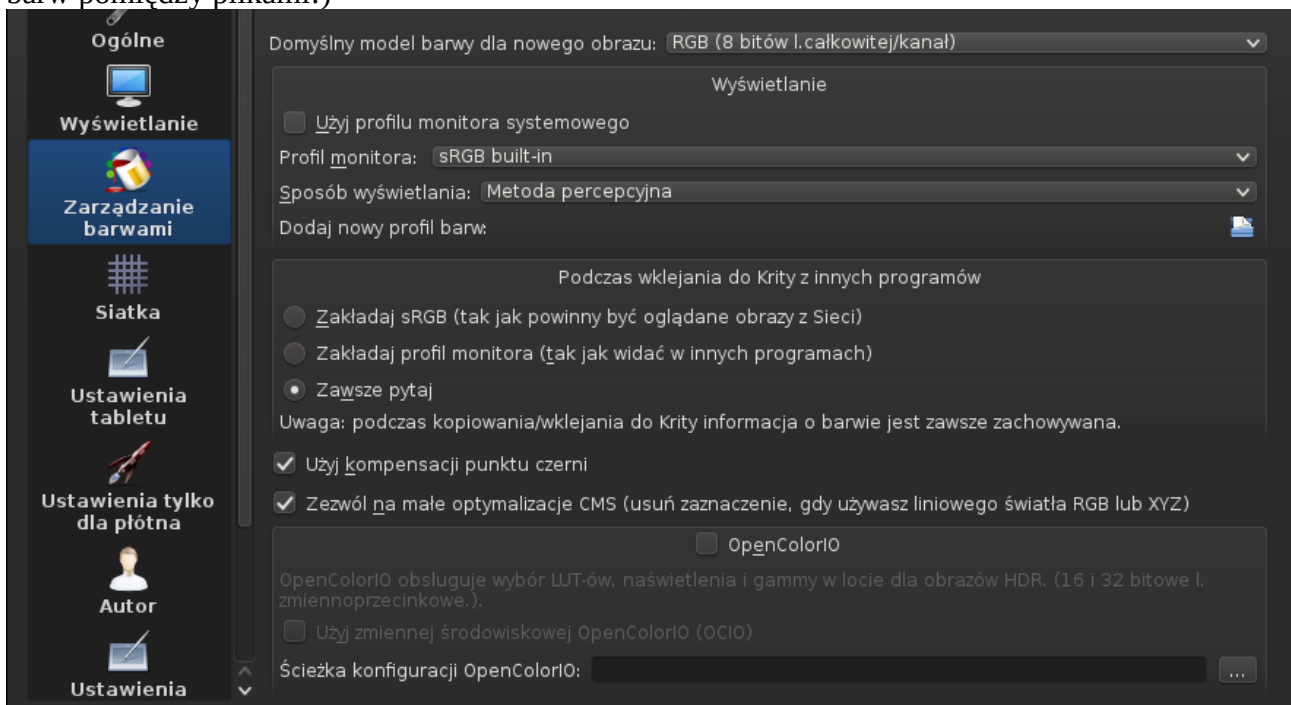 barw pomiędzy plikami.)
Ogólne
Wyświetlanie
Zarządzanie
barwami
Siatka
Ustawienia
tabletu
Ustawienia tylko
dla płótna
Autor
Ustawienia
Domyślny model barwy dla nowego obrazu: RGB (8 bitów l.całkowitej/kanał)
Wyświetlanie
Użyj profilu monitora systemowego
Profil monitora: sRGB built-in
Sposób wyświetlania: Metoda percepcyjna
Dodaj nowy profil barw:
Podczas wklejania do Krity z innych programów
Zakładaj sRGB (tak jak powinny być oglądane obrazy z Sieci)
Zakładaj profil monitora (tak jak widać w innych programach)
Zawsze pytaj
Uwaga: podczas kopiowania/wklejania do Krity informacja o barwie jest zawsze zachowywana.
Użyj kompensacji punktu czerni
Zezwól na małe optymalizacje CMS (usuń zaznaczenie, gdy używasz liniowego światła RGB lub XYZ)
OpenColorIO
OpenColorIO obsługuje wybór LUT-ów, naświetlenia i gammy w locie dla obrazów HDR. (16 i 32 bitowe l.
zmiennoprzecinkowe.).
Użyj zmiennej środowiskowej OpenColorIO (OCIO)
Ścieżka konfiguracji OpenColorIO: ...